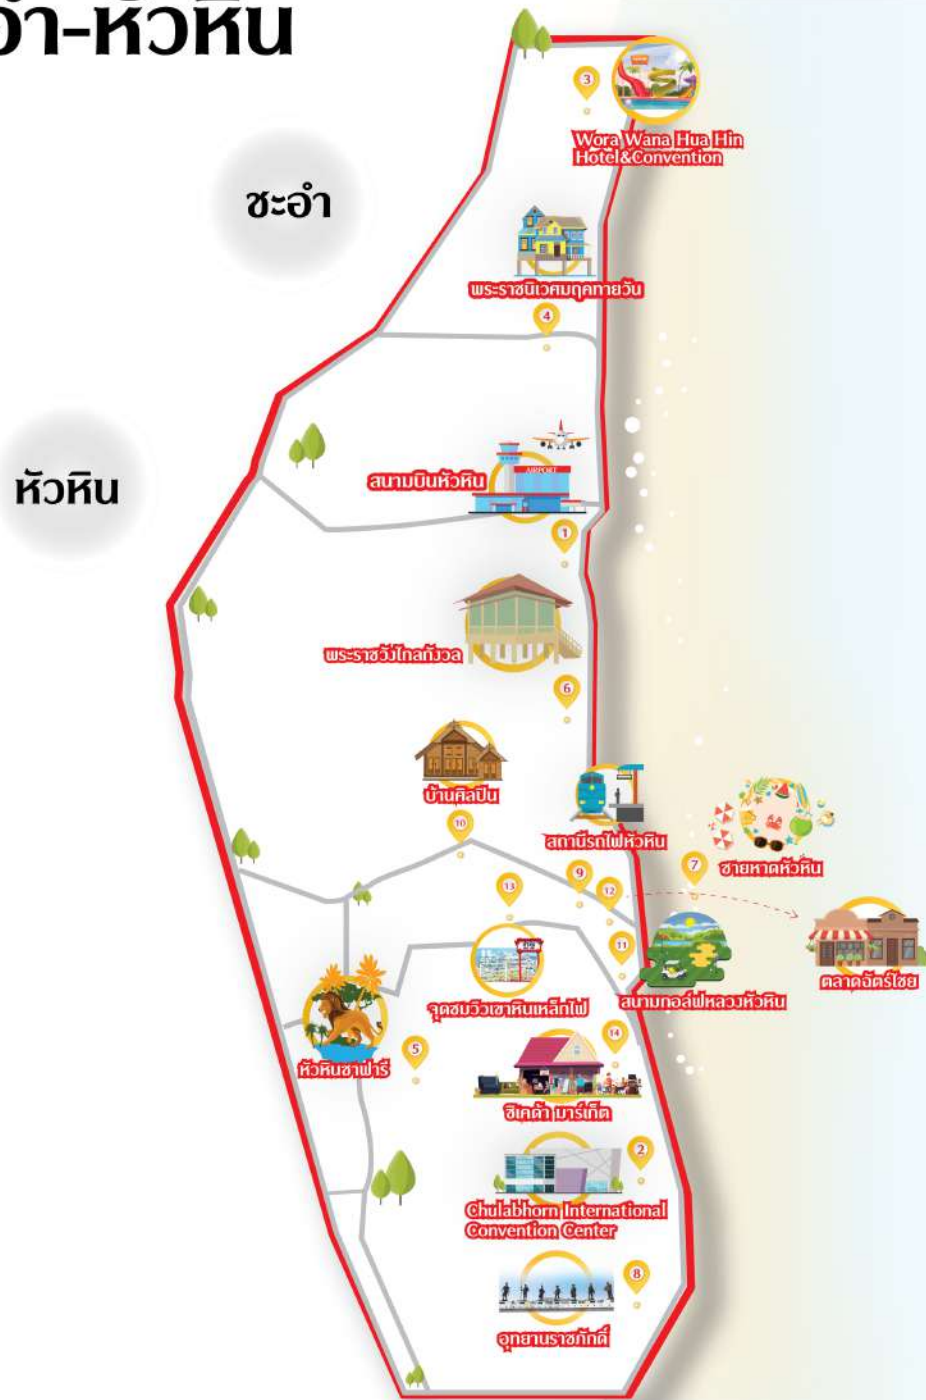 อำ-หัวหิน
3
Wora Wana Hua Hin
Hotel&Convention
ชะอำ
พระราชนิเวศมฤคทายวัน
4
หัวหิน
AIRPORT
สนามบินหัวหิน
1
พระราชวังไกลกังวล
6
บ้านศิลปิน
10
สถานีรถไฟหัวหิน
7
ชายหาดหัวหิน
9
12
13
11
ตลาดฉัตร์ไชย
สนามกอล์ฟหลวงหัวหิน
จุดชมวิวเขาหินเหล็กไฟ
14
5
หัวหินซาฟารี
ซิเคด้า มาร์เก็ต
2
Chulabhorn International
Convention Center
8
อุทยานราชภักดิ์